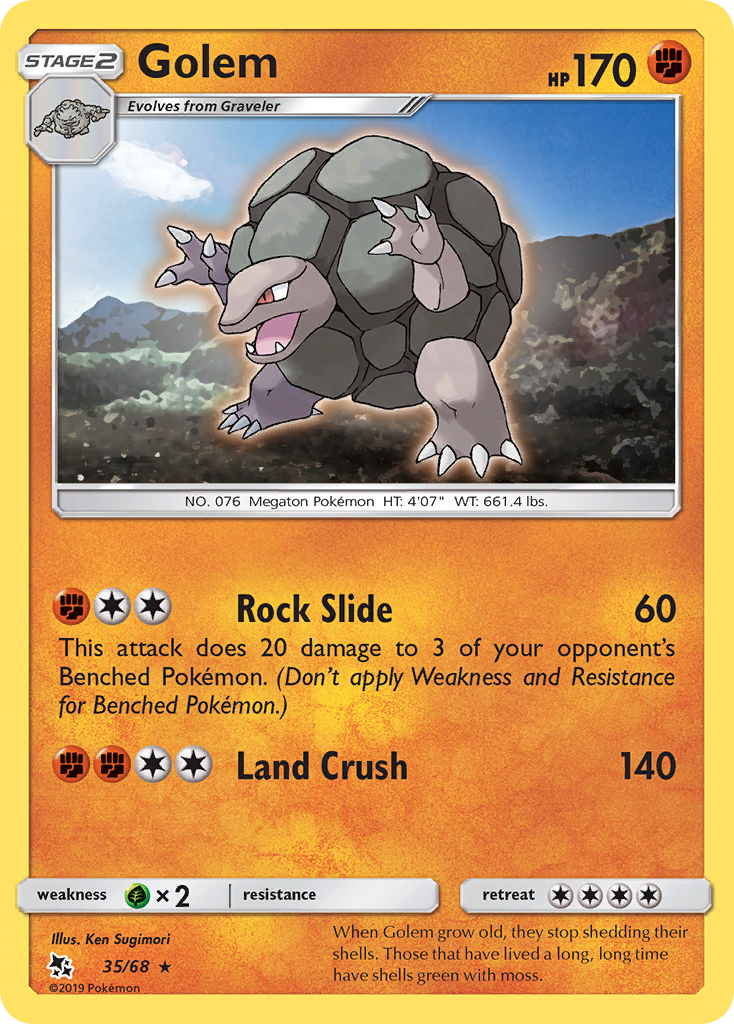 STAGE2 Golem HP 170
Evolves from Graveler
NO. 076 Megaton Pokémon HT: 4'07" WT: 661.4 lbs.
Rock Slide 60
This attack does 20 damage to 3 of your opponent's
Benched Pokémon. (Don't apply Weakness and Resistance
for Benched Pokémon.)
Land Crush 140
weakness ×2 resistance retreat
Illus. Ken Sugimori
35/68 ★
©2019 Pokémon
When Golem grow old, they stop shedding their
shells. Those that have lived a long, long time
have shells green with moss.